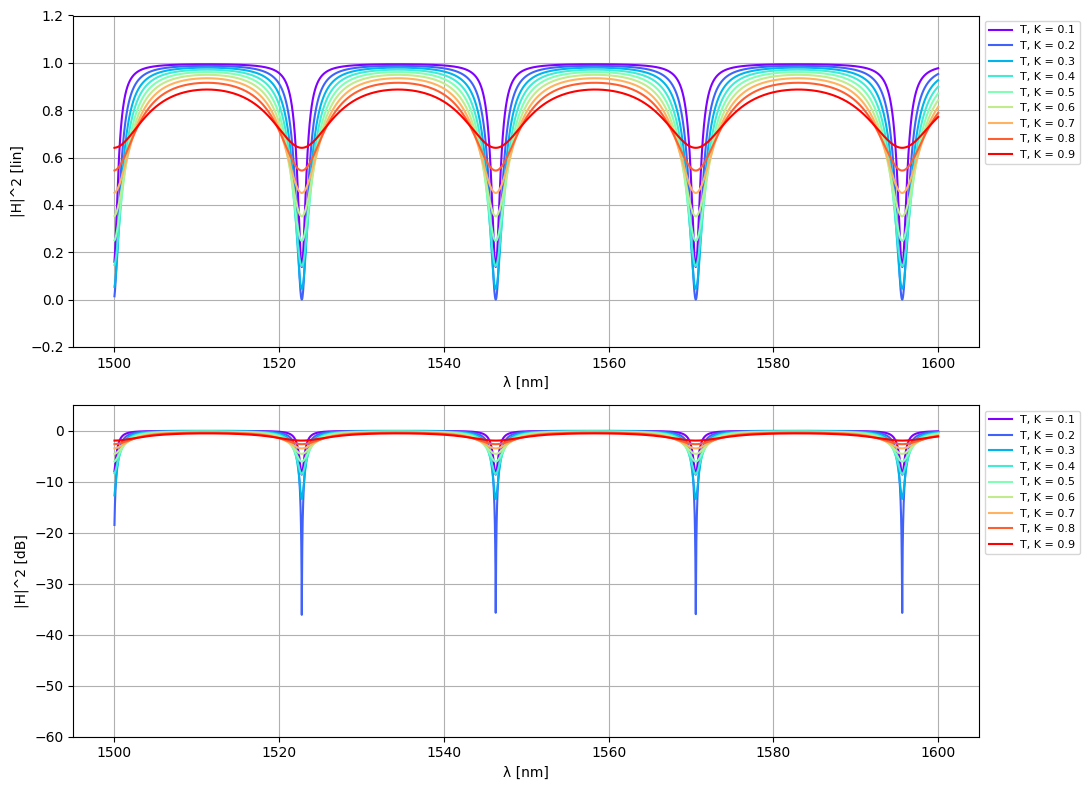 1.2
1.0
0.8
0.6
0.4
0.2
0.0
−0.2
|H|^2 [lin]
1500 1520 1540 1560 1580 1600
λ [nm]
T, K = 0.1
T, K = 0.2
T, K = 0.3
T, K = 0.4
T, K = 0.5
T, K = 0.6
T, K = 0.7
T, K = 0.8
T, K = 0.9
0
−10
−20
−30
−40
−50
−60
|H|^2 [dB]
1500 1520 1540 1560 1580 1600
λ [nm]
T, K = 0.1
T, K = 0.2
T, K = 0.3
T, K = 0.4
T, K = 0.5
T, K = 0.6
T, K = 0.7
T, K = 0.8
T, K = 0.9